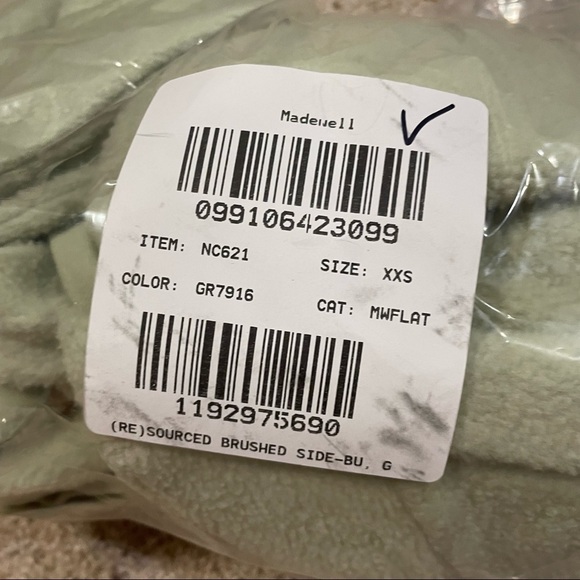 Madewell
099106423099
ITEM: NC621 SIZE: XXS
COLOR: GR7916 CAT: MWFLAT
1192975690
(RE)SOURCED BRUSHED SIDE-BU, G